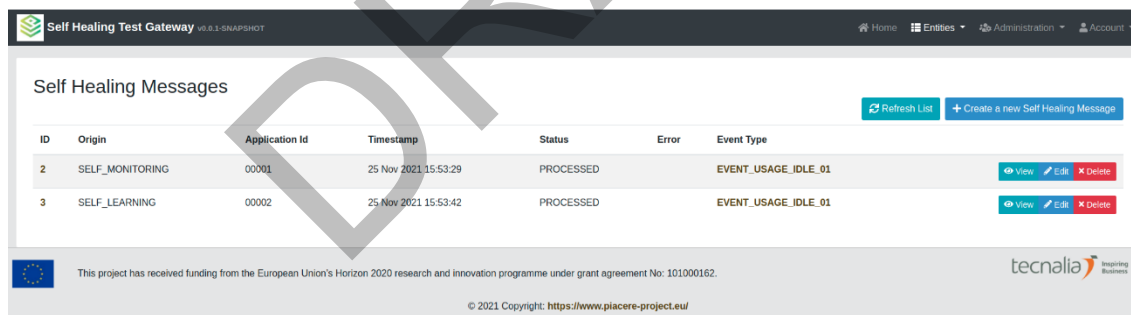 Self Healing Test Gateway v0.0.1-SNAPSHOT Home Entities Administration Account
Self Healing Messages
Refresh List + Create a new Self Healing Message
ID Origin Application Id Timestamp Status Error Event Type
2 SELF_MONITORING 00001 25 Nov 2021 15:53:29 PROCESSED EVENT_USAGE_IDLE_01 View Edit Delete
3 SELF_LEARNING 00002 25 Nov 2021 15:53:42 PROCESSED EVENT_USAGE_IDLE_01 View Edit Delete
This project has received funding from the European Union's Horizon 2020 research and innovation programme under grant agreement No: 101000162.
tecnalia Inspiring Business
© 2021 Copyright: https://www.piacere-project.eu/